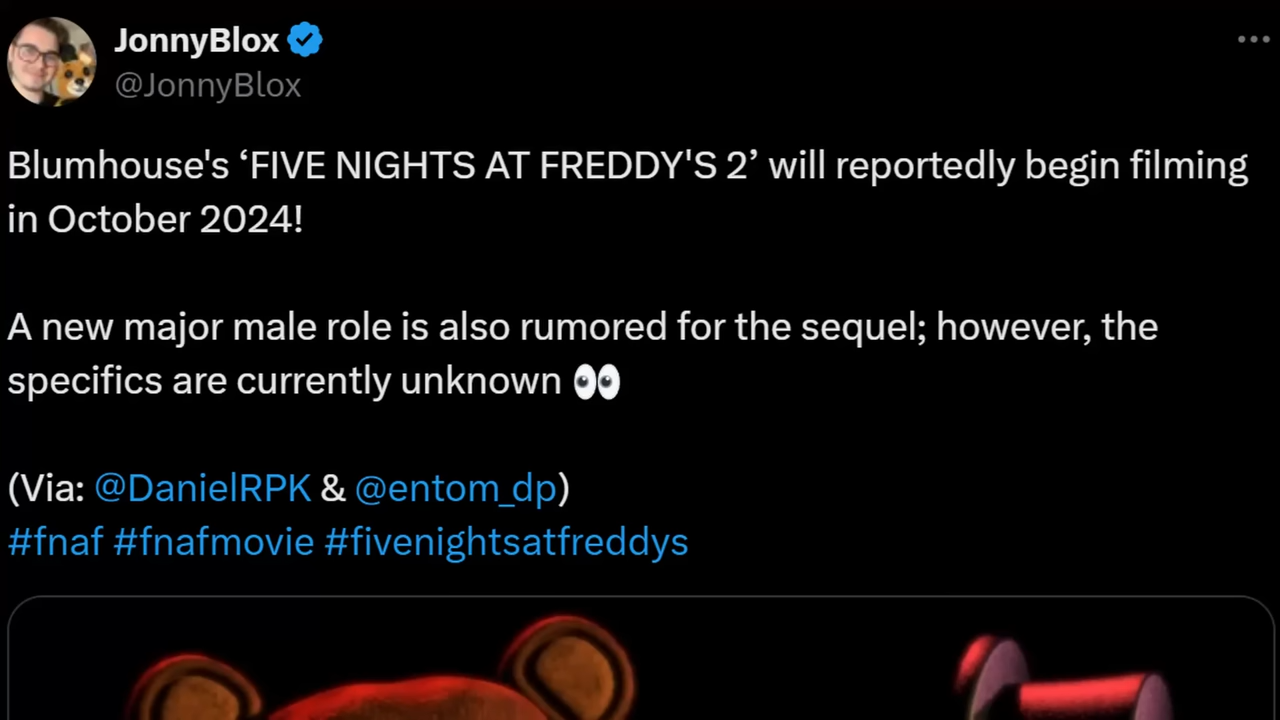 JonnyBlox
@JonnyBlox
Blumhouse's ‘FIVE NIGHTS AT FREDDY'S 2’ will reportedly begin filming
in October 2024!
A new major male role is also rumored for the sequel; however, the
specifics are currently unknown 👀
(Via: @DanielRPK & @entom_dp)
#fnaf #fnafmovie #fivenightsatfreddys